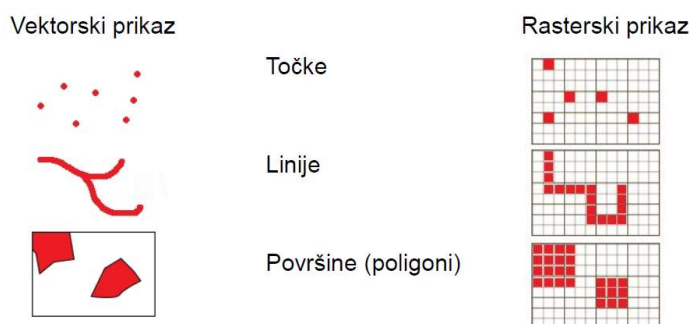 Vektorski prikaz
Rasterski prikaz
Točke
Linije
Površine (poligoni)